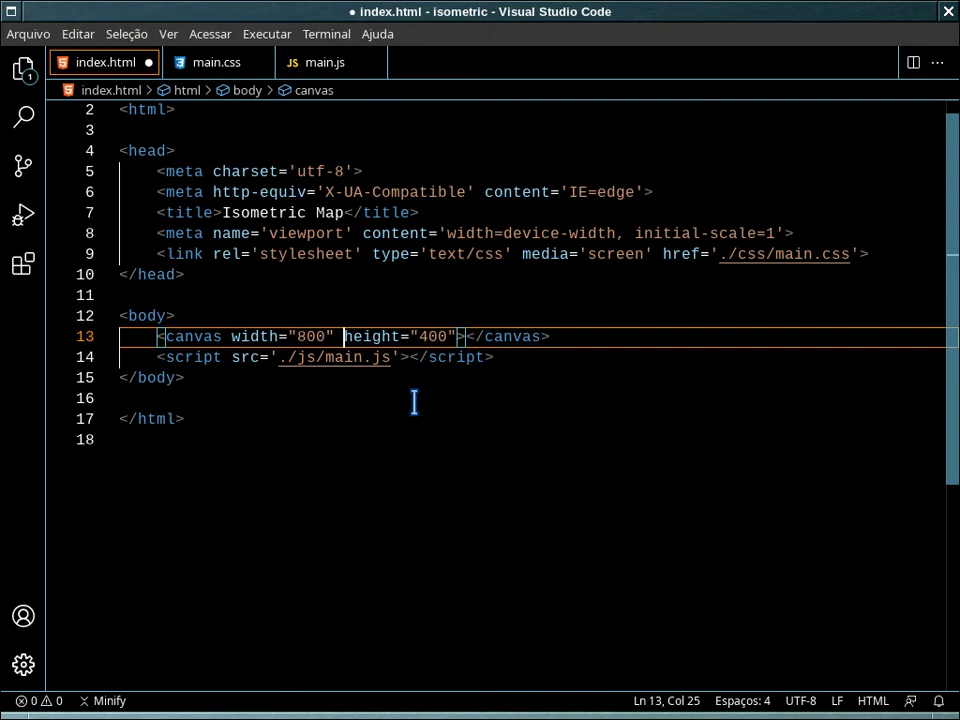 ● index.html - isometric - Visual Studio Code
Arquivo Editar Seleção Ver Acessar Executar Terminal Ajuda
index.html ● main.css JS main.js
index.html > html > body > canvas
1
2 <html>
3
4 <head>
5 <meta charset='utf-8'>
6 <meta http-equiv='X-UA-Compatible' content='IE=edge'>
7 <title>Isometric Map</title>
8 <meta name='viewport' content='width=device-width, initial-scale=1'>
9 <link rel='stylesheet' type='text/css' media='screen' href='./css/main.css'>
10 </head>
11
12 <body>
13 <canvas width="800" height="400"></canvas>
14 <script src='./js/main.js'></script>
15 </body>
16
17 </html>
18
0 0 Minify Ln 13, Col 25 Espaços: 4 UTF-8 LF HTML